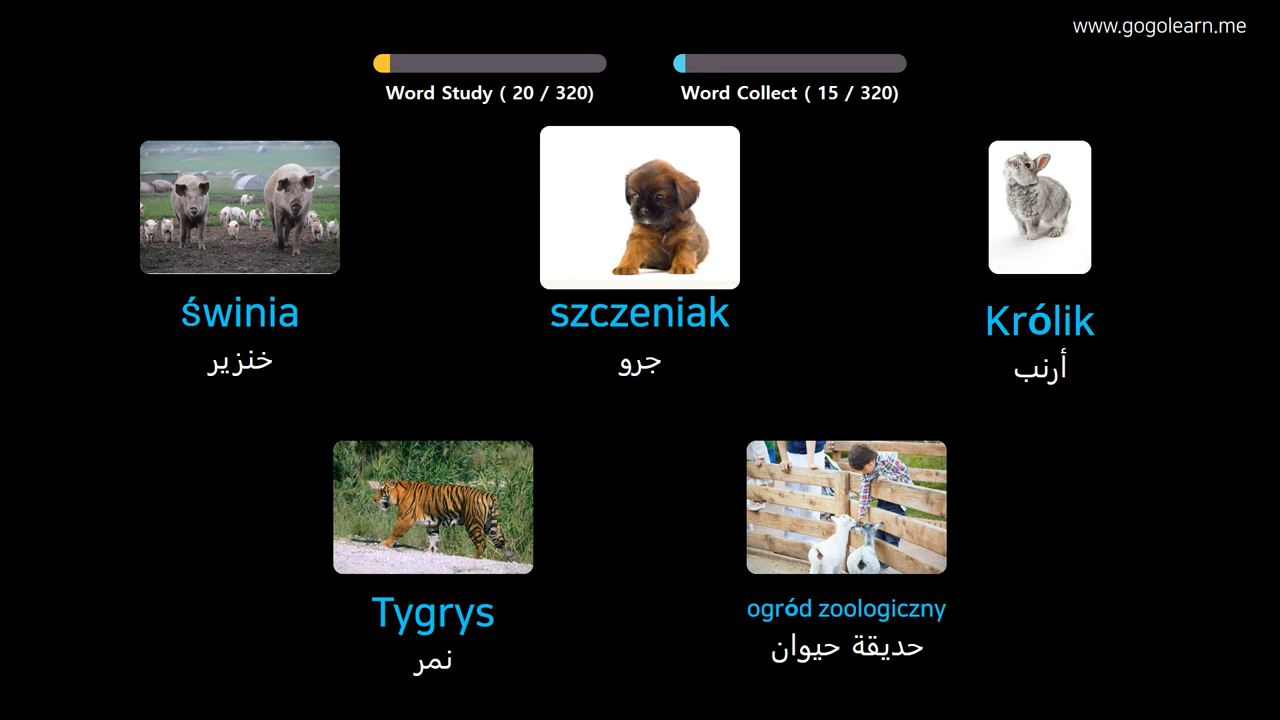 www.gogolearn.me
Word Study ( 20 / 320)
Word Collect ( 15 / 320)
świnia
خنزير
szczeniak
جرو
Królik
أرنب
Tygrys
نمر
ogród zoologiczny
حديقة حيوان